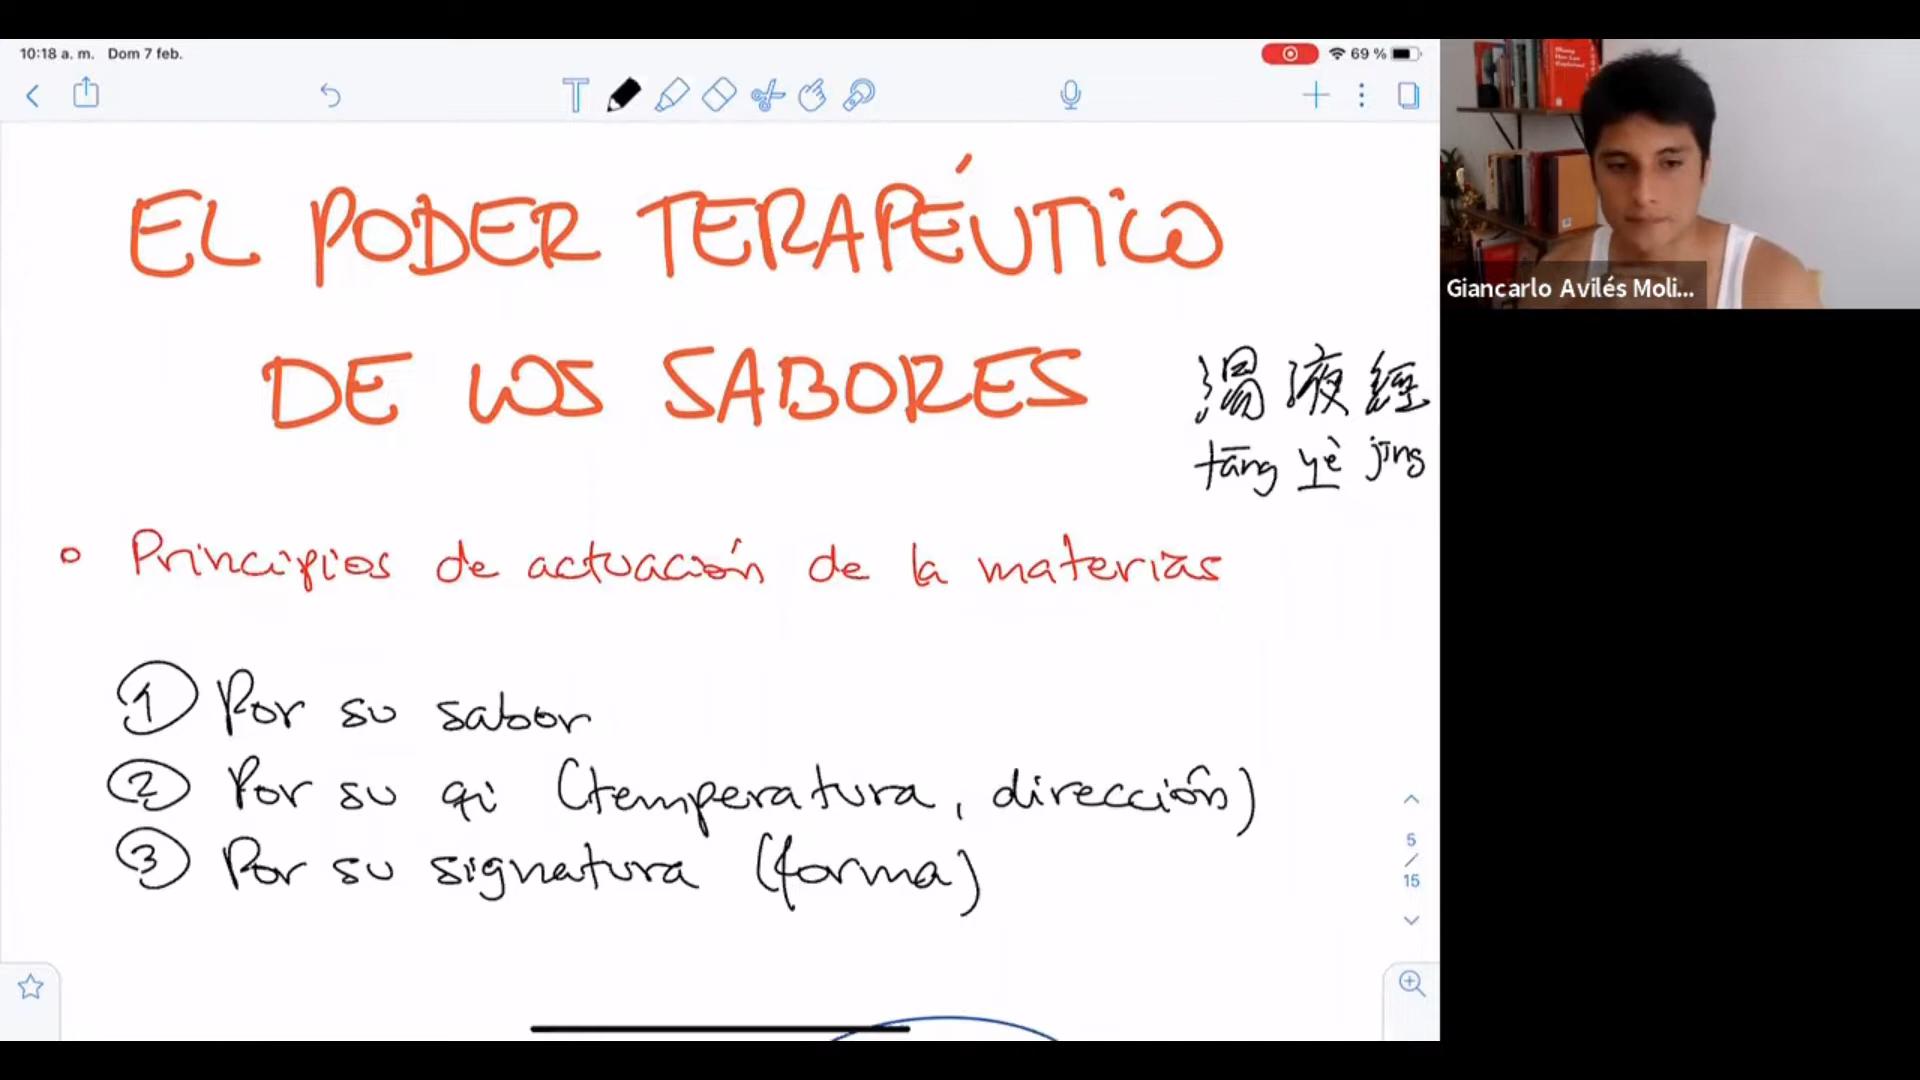 10:18 a. m. Dom 7 feb.
69 %
EL PODER TERAPÉUTICO
DE LOS SABORES
湯液經
tāng yè jīng
Principios de actuación de la materias
1 Por su sabor
2 Por su qi (temperatura, dirección)
3 Por su signatura (forma)
5
/
15
Giancarlo Avilés Moli...